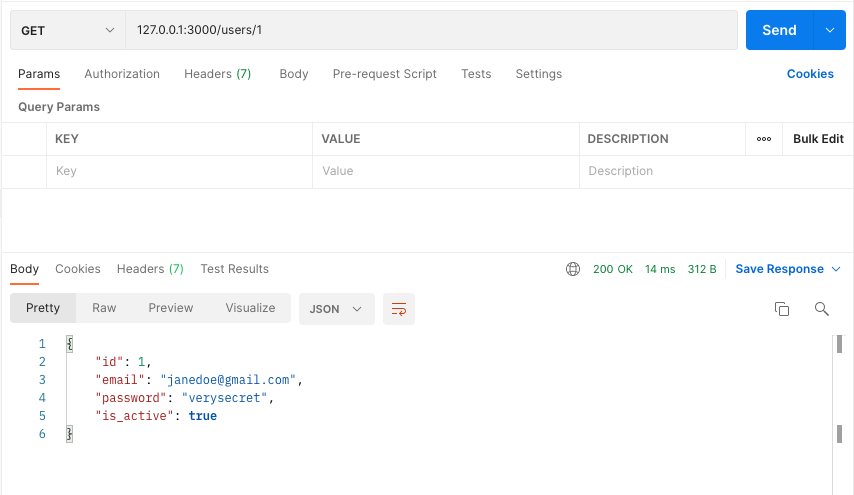 GET 127.0.0.1:3000/users/1 Send
Params Authorization Headers (7) Body Pre-request Script Tests Settings Cookies
Query Params
KEY VALUE DESCRIPTION ooo Bulk Edit
Key Value Description
Body Cookies Headers (7) Test Results 200 OK 14 ms 312 B Save Response
Pretty Raw Preview Visualize JSON
1 {
2 "id": 1,
3 "email": "janedoe@gmail.com",
4 "password": "verysecret",
5 "is_active": true
6 }